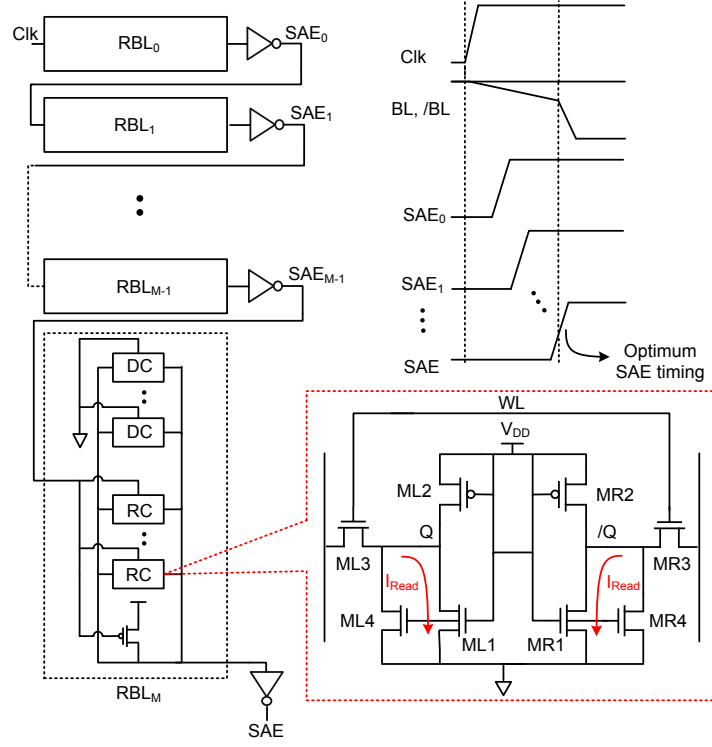 Clk
RBL0
SAE0
RBL1
SAE1
RBLM-1
SAEM-1
DC
DC
RC
RC
RBLM
SAE
Clk
BL, /BL
SAE0
SAE1
SAE
Optimum
SAE timing
WL
VDD
ML2
MR2
Q
/Q
ML3
MR3
IRead
IRead
ML4
ML1
MR1
MR4